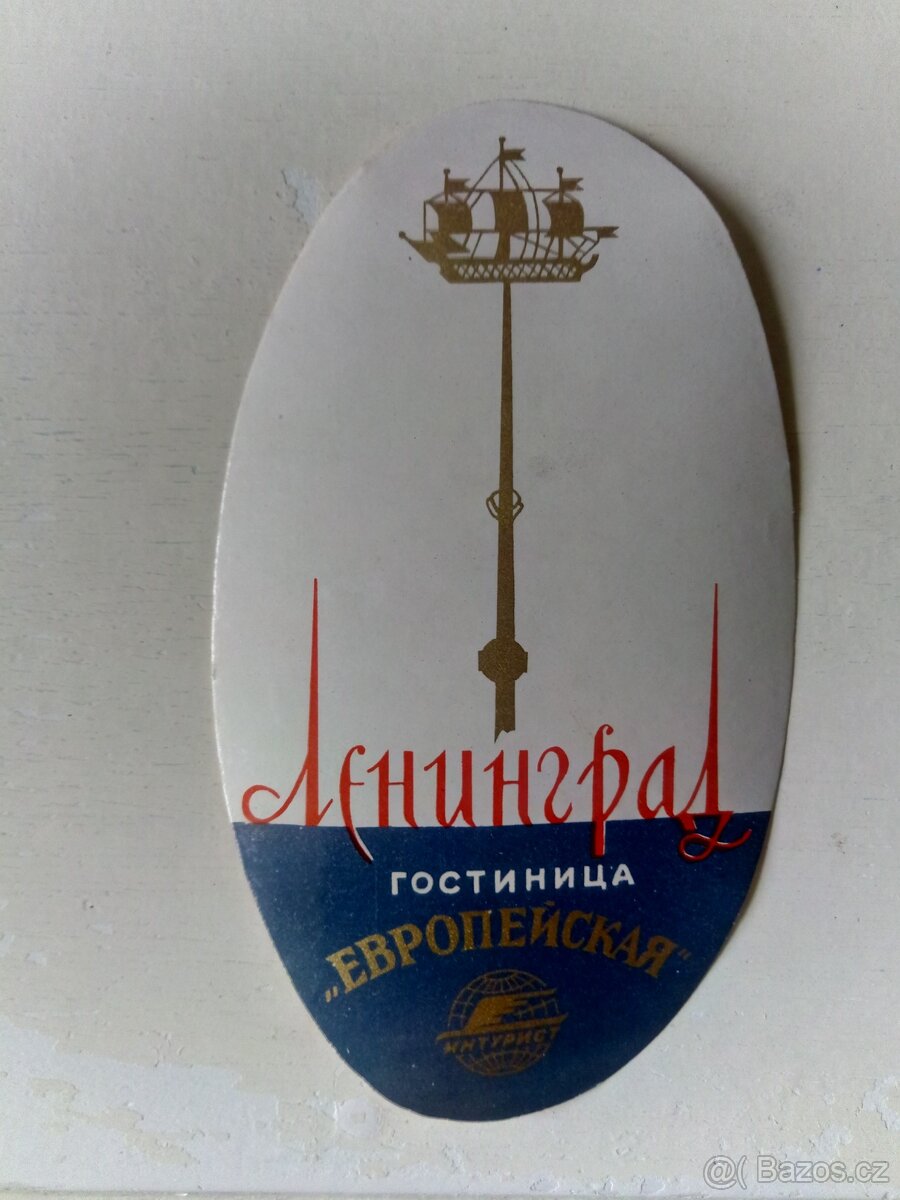 Ленинград
ГОСТИНИЦА
„ЕВРОПЕЙСКАЯ"
ИНТУРИСТ
@( Bazos.cz